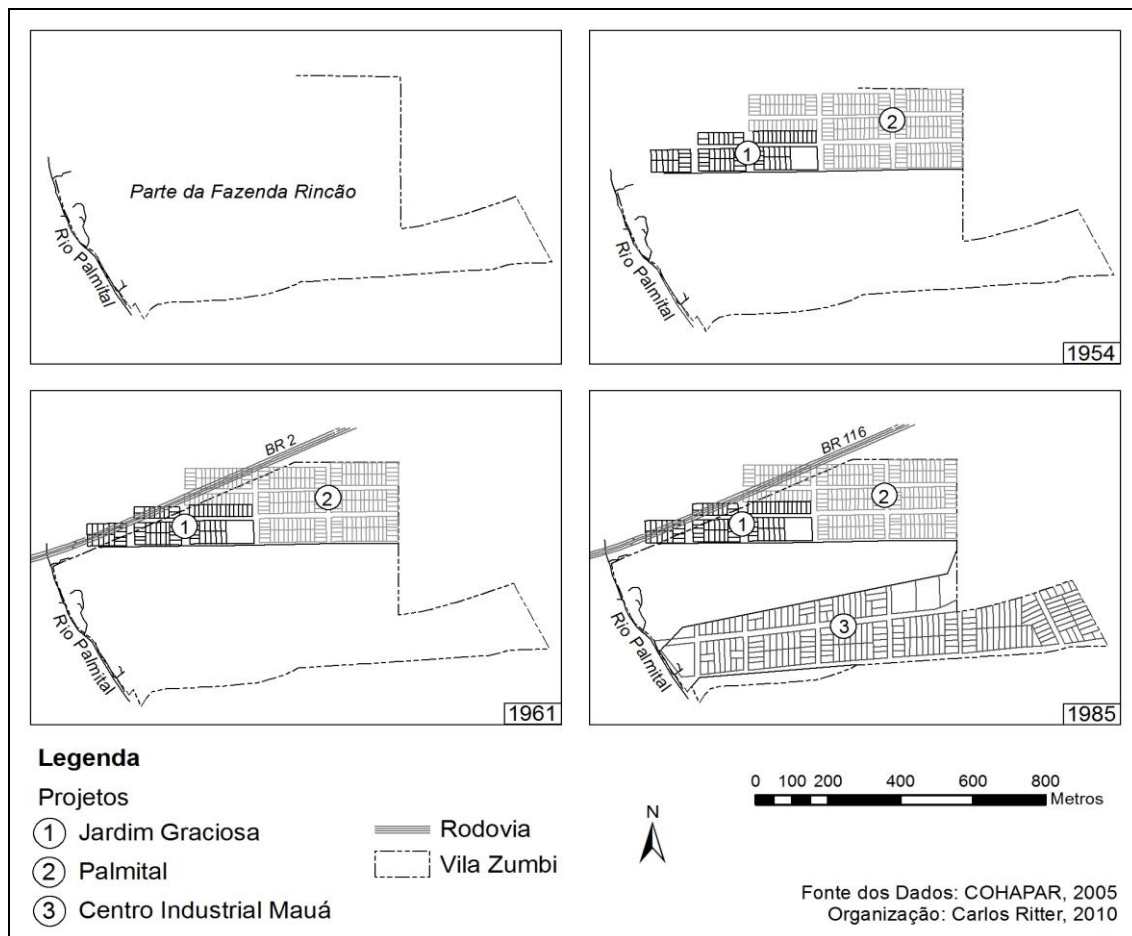 Parte da Fazenda Rincão
Rio Palmital
2
1
Rio Palmital
1954
BR 2
2
1
Rio Palmital
1961
BR 116
2
1
3
Rio Palmital
1985
Legenda
Projetos
1 Jardim Graciosa
2 Palmital
3 Centro Industrial Mauá
Rodovia
Vila Zumbi
N
0 100 200 400 600 800
Metros
Fonte dos Dados: COHAPAR, 2005
Organização: Carlos Ritter, 2010